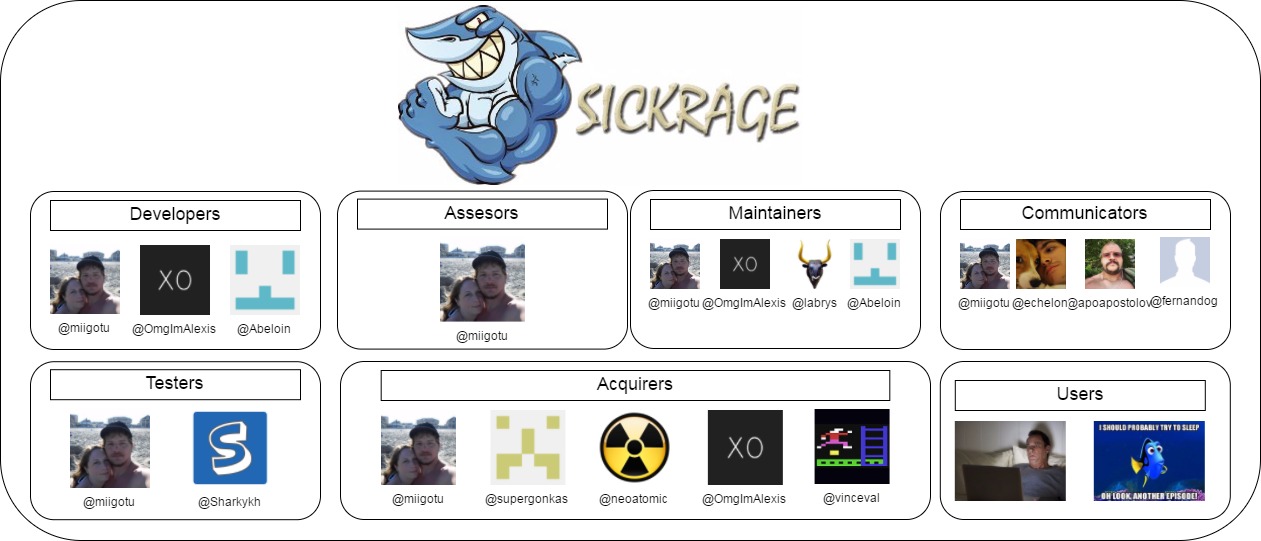 SICKRAGE
Developers
XO
@miigotu
@OmgImAlexis
@Abeloin
Assesors
@miigotu
Maintainers
XO
@miigotu
@OmgImAlexis
@labrys
@Abeloin
Communicators
@miigotu
@echelon
@apoapostolov
@fernandog
Testers
S
@miigotu
@Sharkykh
Acquirers
XO
@miigotu
@supergonkas
@neoatomic
@OmgImAlexis
@vinceval
Users
I SHOULD PROBABLY TRY TO SLEEP
OH LOOK, ANOTHER EPISODE!